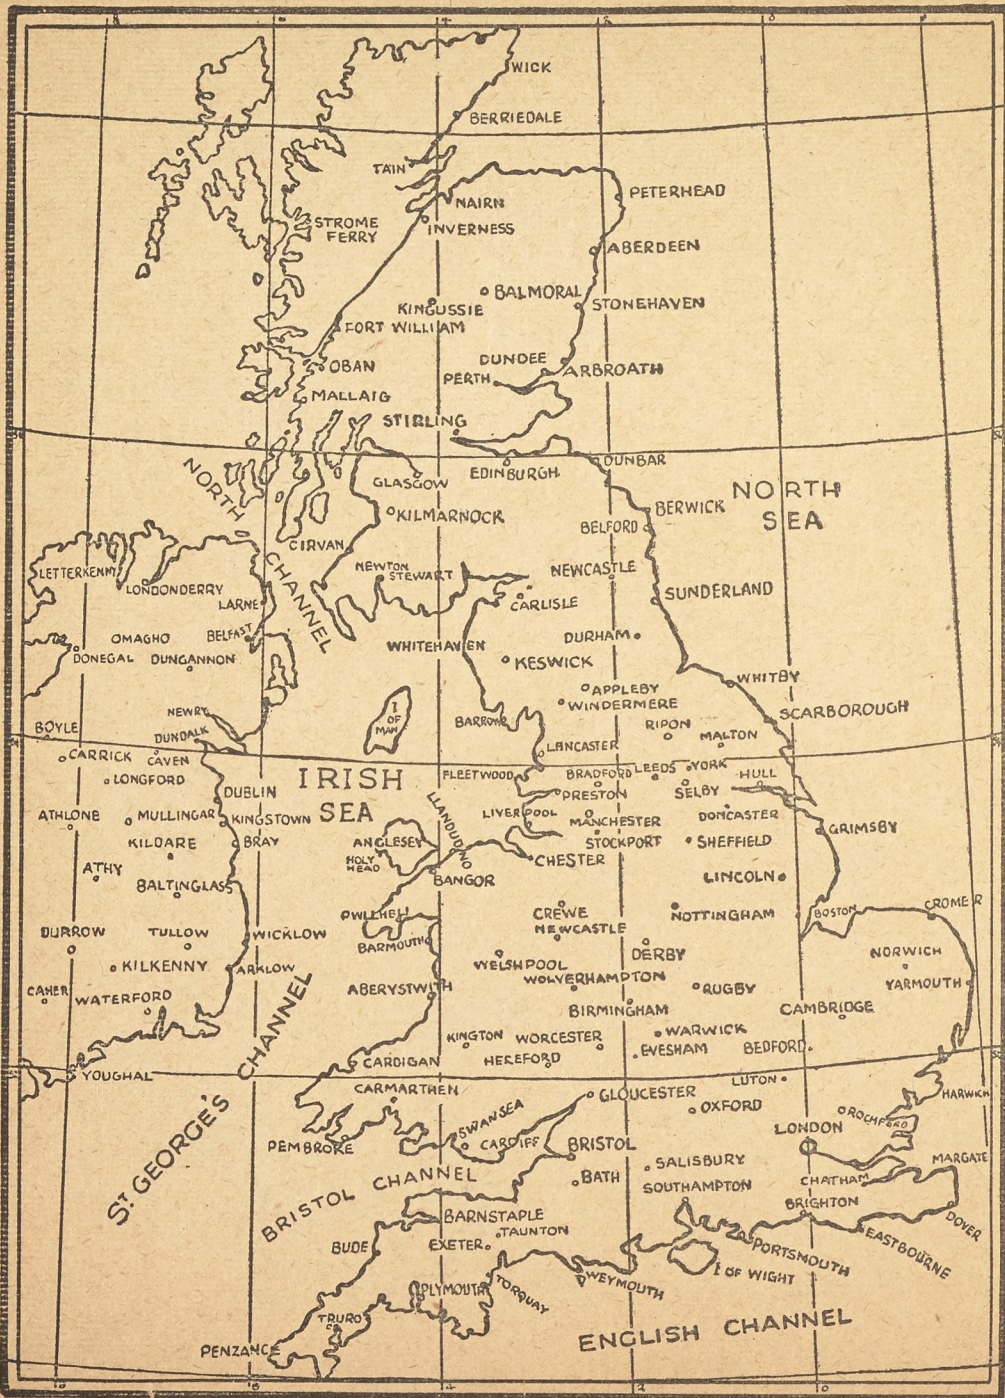 WICK
BERRIEDALE
TAIN
NAIRN
PETERHEAD
STROME
FERRY
INVERNESS
ABERDEEN
BALMORAL
KINGUSSIE
STONEHAVEN
FORT WILLIAM
DUNDEE
OBAN
PERTH
ARBROATH
MALLAIG
STIRLING
EDINBURGH
DUNBAR
GLASGOW
NORTH
CHANNEL
NORTH
SEA
BERWICK
KILMARNOCK
BELFORD
CIRVAN
LETTERKENNY
NEWTON
STEWART
NEWCASTLE
LONDONDERRY
SUNDERLAND
LARNE
CARLISLE
OMAGHO
BELFAST
WHITEHAVEN
DURHAM
DONEGAL
DUNGANNON
KESWICK
WHITBY
APPLEBY
WINDERMERE
NEWRY
I
OF
MAN
BARROW
RIPON
SCARBOROUGH
BOYLE
DUNDALK
MALTON
LANCASTER
CARRICK
CAVEN
LONGFORD
IRISH
SEA
FLEETWOOD
BRADFORD
LEEDS
YORK
HULL
DUBLIN
PRESTON
SELBY
LLANDUDNO
ATHLONE
MULLINGAR
KINGSTOWN
LIVERPOOL
MANCHESTER
DONCASTER
GRIMSBY
KILDARE
BRAY
ANGLESEY
STOCKPORT
SHEFFIELD
HOLY
HEAD
CHESTER
ATHY
BALTINGLASS
BANGOR
LINCOLN
PWLLHELI
CREWE
NEWCASTLE
NOTTINGHAM
BOSTON
CROMER
DURROW
TULLOW
WICKLOW
BARMOUTH
DERBY
NORWICH
KILKENNY
ARKLOW
WELSHPOOL
WOLVERHAMPTON
RUGBY
YARMOUTH
CAHER
WATERFORD
ABERYSTWITH
BIRMINGHAM
CAMBRIDGE
KINGTON
WORCESTER
WARWICK
HEREFORD
EVESHAM
BEDFORD
CARDIGAN
YOUGHAL
CARMARTHEN
GLOUCESTER
LUTON
HARWICH
ST GEORGE'S
CHANNEL
SWANSEA
OXFORD
ROCHFORD
LONDON
PEMBROKE
CARDIFF
BRISTOL
SALISBURY
MARGATE
BRISTOL CHANNEL
BATH
SOUTHAMPTON
CHATHAM
BRIGHTON
BARNSTAPLE
TAUNTON
DOVER
BUDE
EXETER
PORTSMOUTH
EASTBOURNE
I OF WIGHT
PLYMOUTH
TORQUAY
WEYMOUTH
TRURO
PENZANCE
ENGLISH CHANNEL